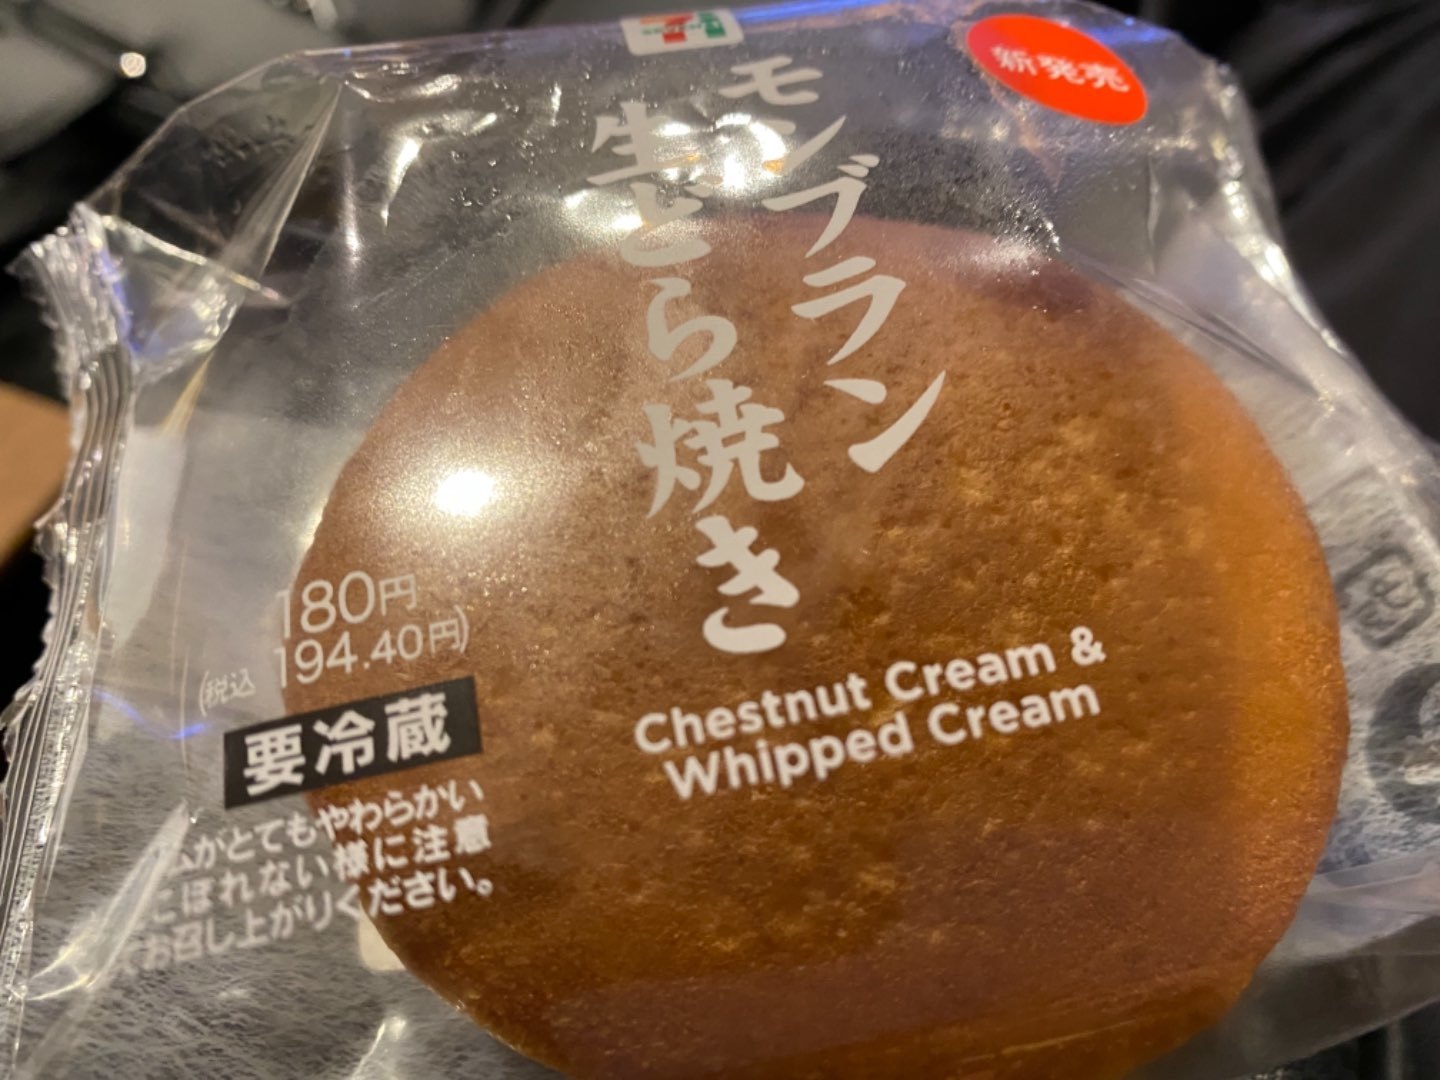 新発売
モンブラン
生どら焼き
Chestnut Cream &
Whipped Cream
180円
(税込 194.40円)
要冷蔵
ムがとてもやわらかい
こぼれない様に注意
お召し上がりください。